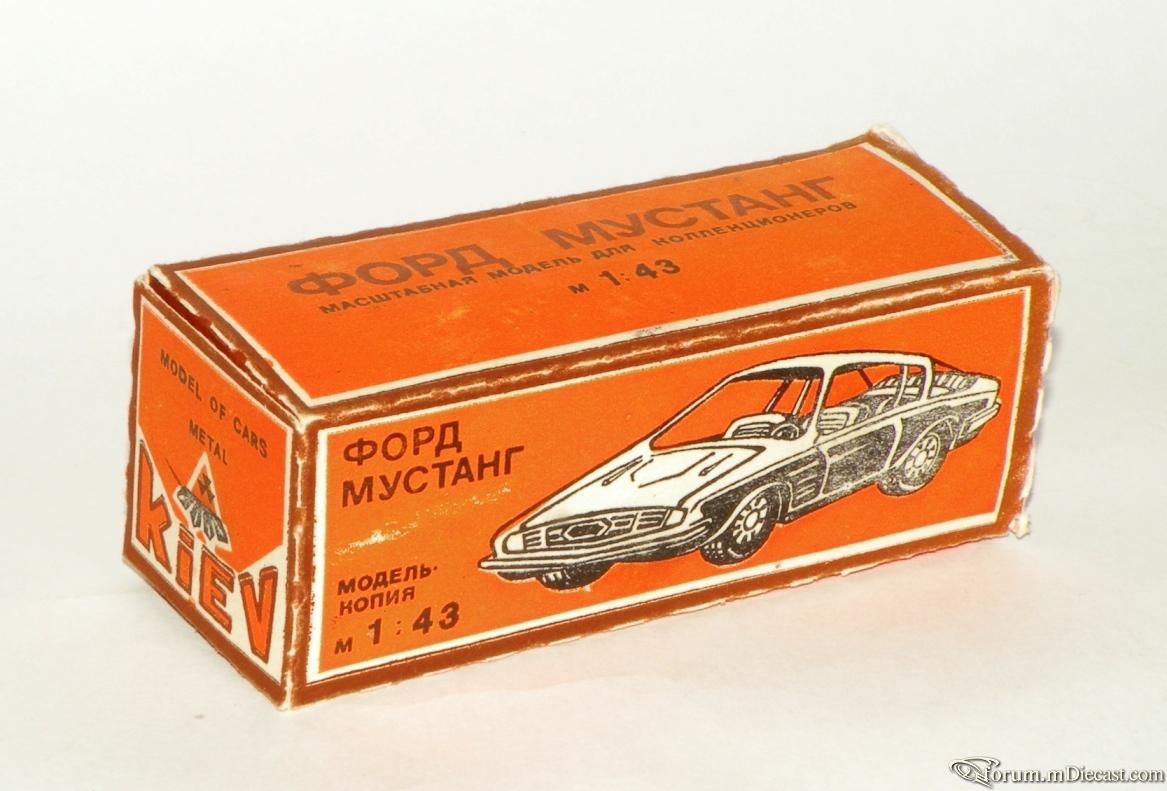 ФОРД МУСТАНГ
МАСШТАБНАЯ МОДЕЛЬ ДЛЯ КОЛЛЕКЦИОНЕРОВ
м 1:43
MODEL OF CARS
METAL
KiEV
ФОРД
МУСТАНГ
МОДЕЛЬ-
КОПИЯ
м 1:43
forum.mDiecast.com